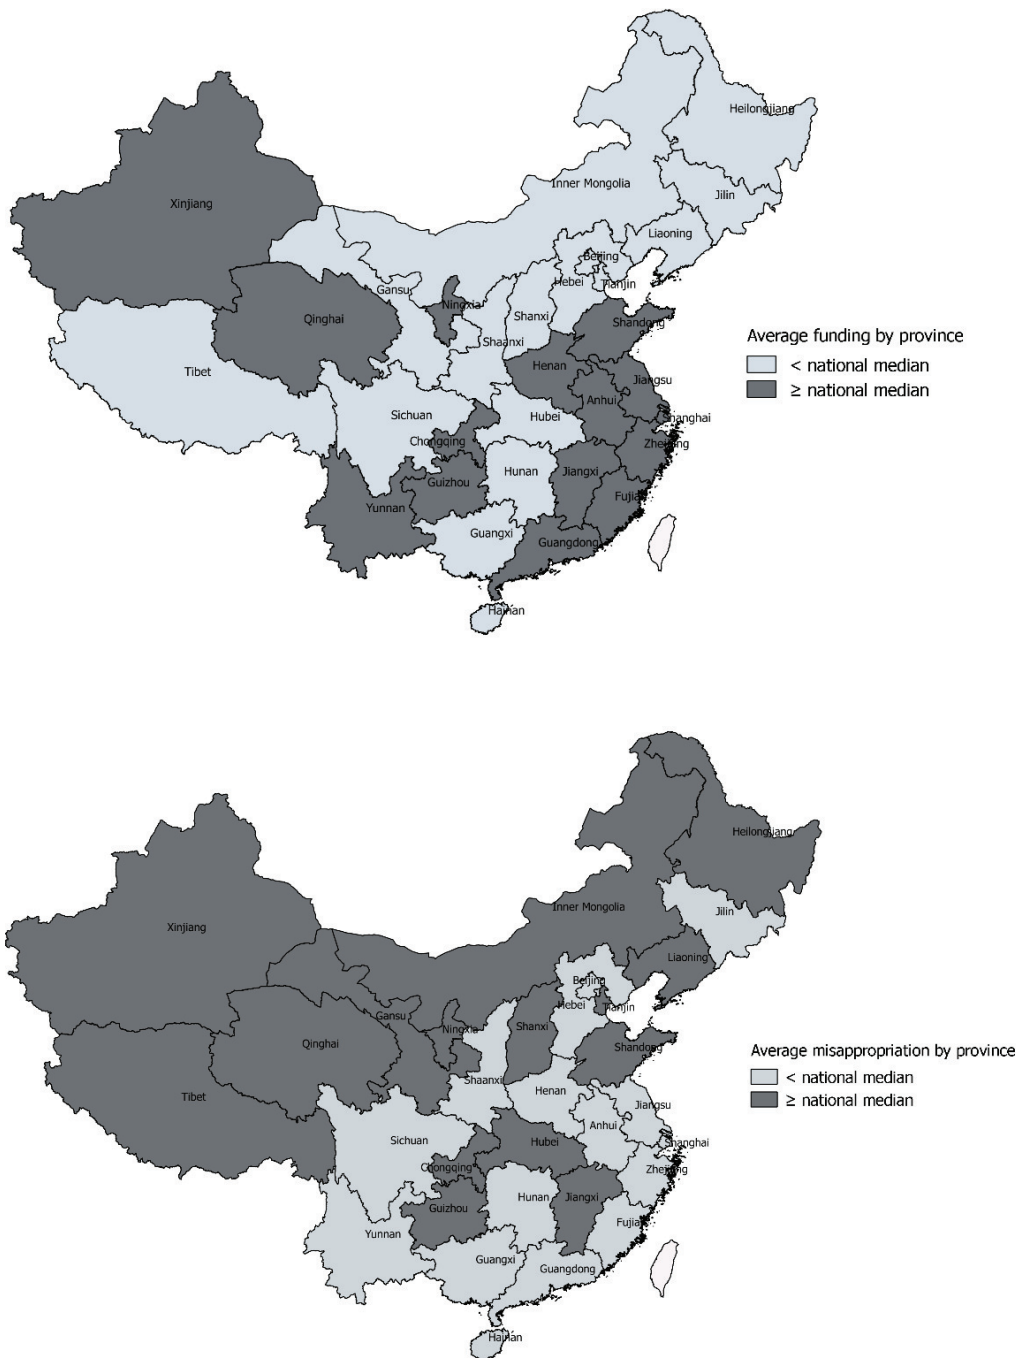 Heilongjiang
Inner Mongolia
Jilin
Xinjiang
Liaoning
Beijing
Hebei
Tianjin
Gansu
Ningxia
Shanxi
Qinghai
Shandong
Shaanxi
Henan
Tibet
Jiangsu
Anhui
Sichuan
Hubei
Shanghai
Chongqing
Zhejiang
Hunan
Jiangxi
Guizhou
Fujian
Yunnan
Guangxi
Guangdong
Hainan
Average funding by province
< national median
≥ national median
Heilongjiang
Inner Mongolia
Jilin
Xinjiang
Liaoning
Beijing
Hebei
Tianjin
Gansu
Ningxia
Shanxi
Qinghai
Shandong
Shaanxi
Henan
Tibet
Jiangsu
Anhui
Sichuan
Hubei
Shanghai
Chongqing
Zhejiang
Hunan
Jiangxi
Guizhou
Fujian
Yunnan
Guangxi
Guangdong
Hainan
Average misappropriation by province
< national median
≥ national median